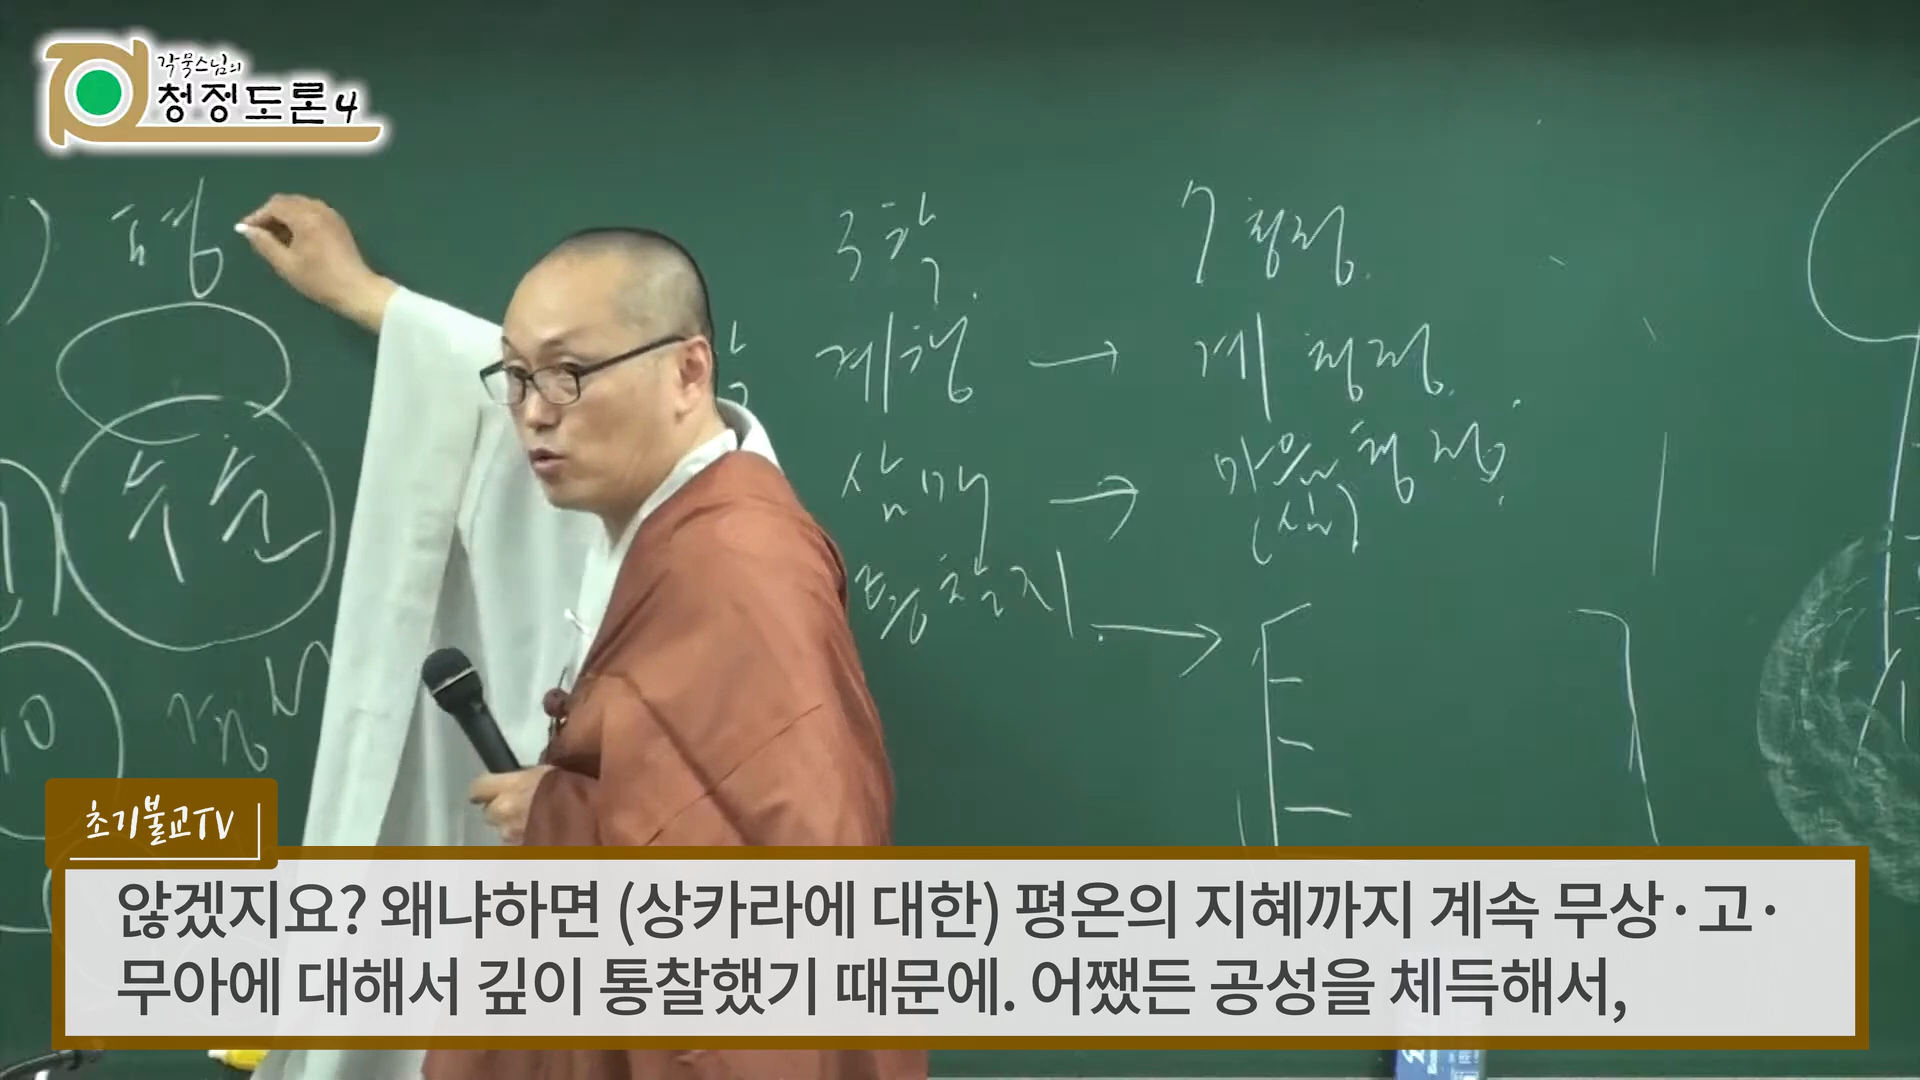 각묵스님의
청정도론 4
3학.
7청정.
계학 → 계 청정.
삼매 → 마음 청정.
(심)
통찰지. →
초기불교TV
않겠지요? 왜냐하면 (상카라에 대한) 평온의 지혜까지 계속 무상·고·
무아에 대해서 깊이 통찰했기 때문에. 어쨌든 공성을 체득해서,